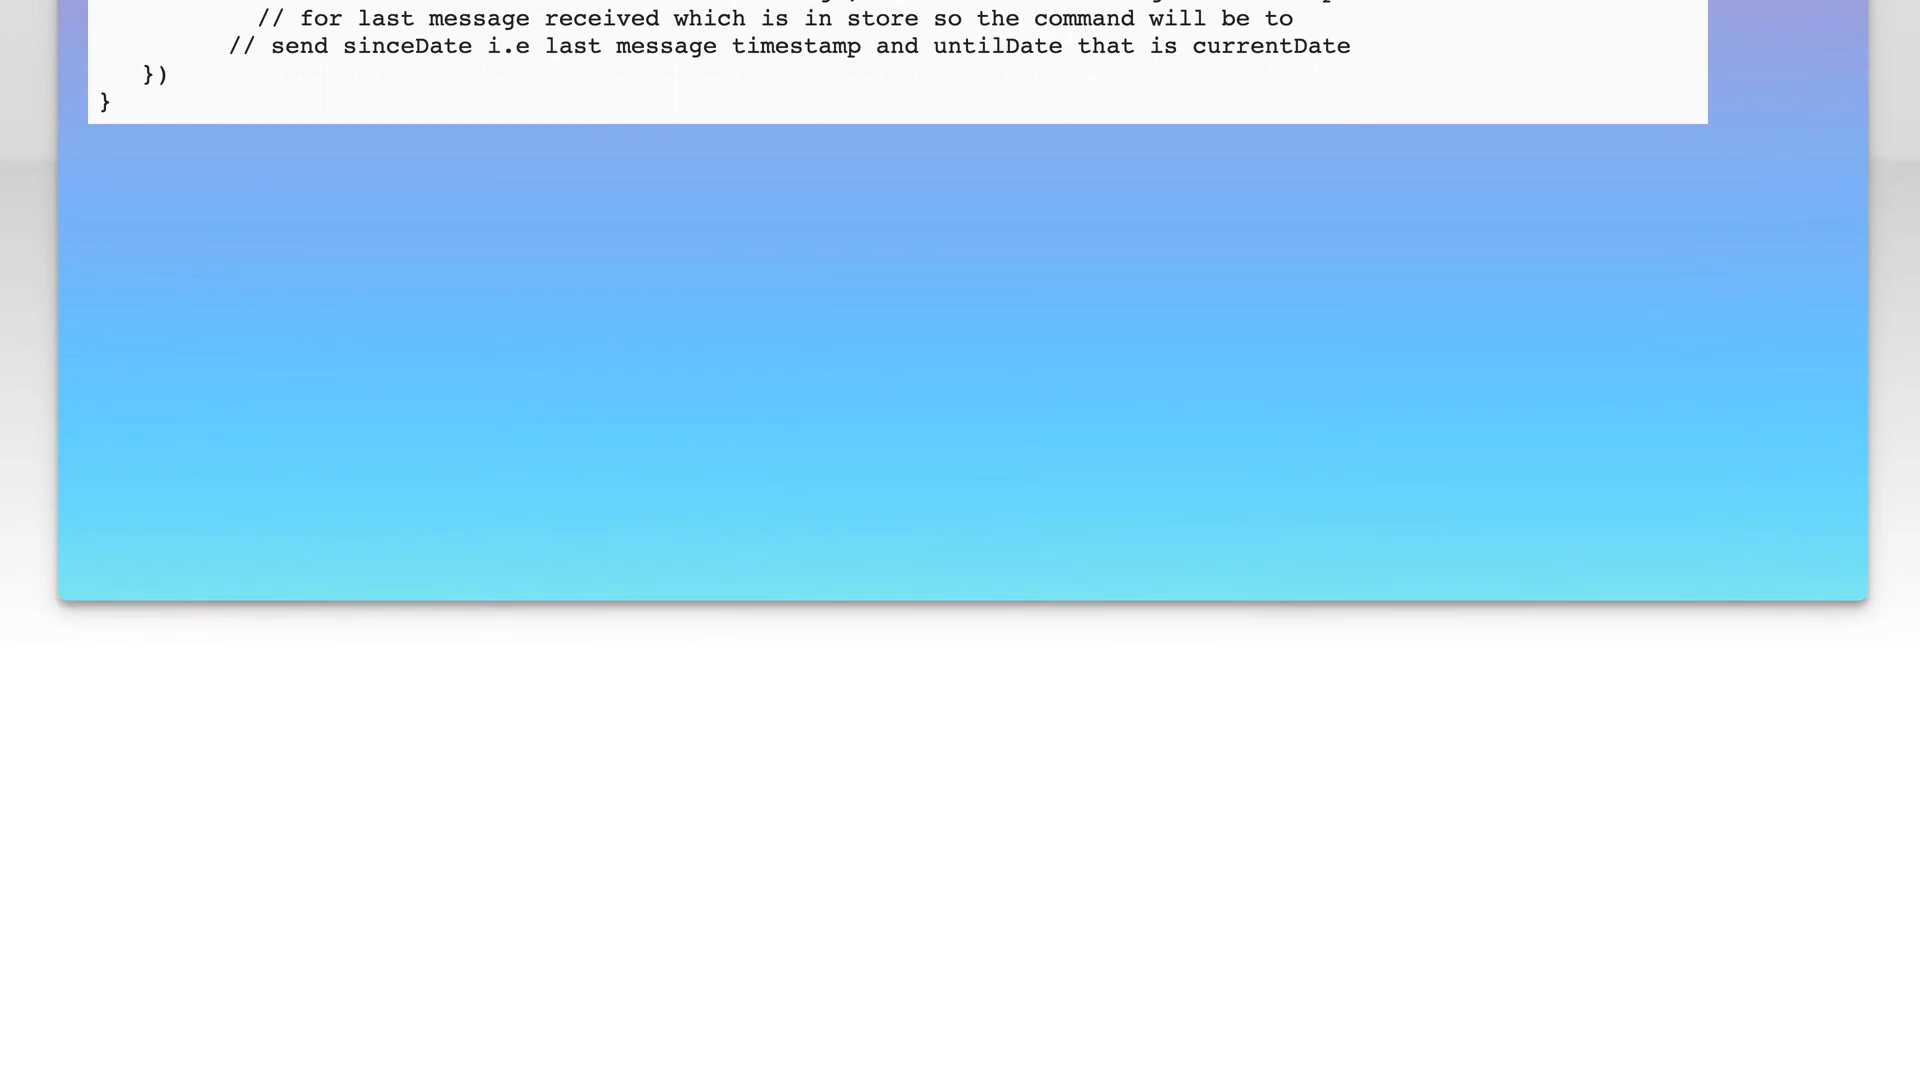 // for last message received which is in store so the command will be to
// send sinceDate i.e last message timestamp and untilDate that is currentDate
})
}